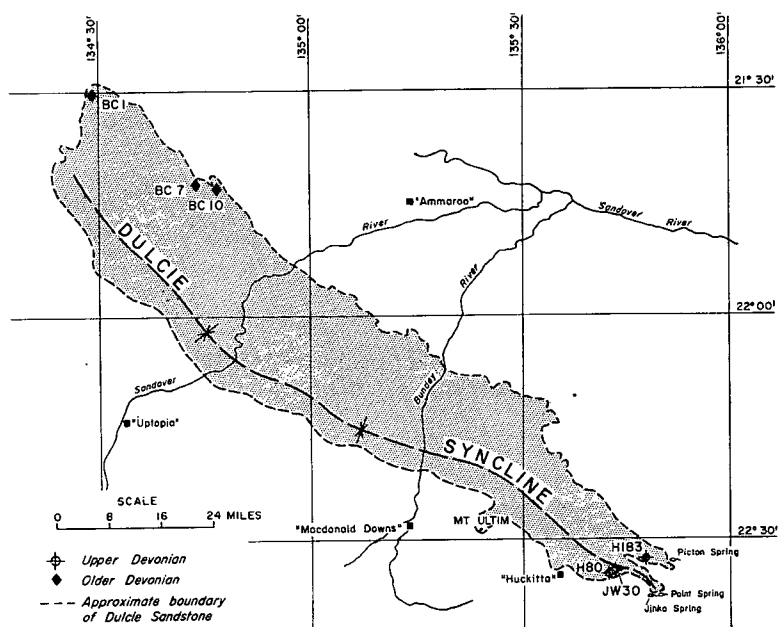 134° 30'
135° 00'
135° 30'
136° 00'
21° 30'
BC 1
BC 7
BC 10
"Ammaroo"
River
Sandover
River
DULCIE
22° 00'
River
Bundey
Sandover
"Uptopia"
SYNCLINE
SCALE
0 8 16 24 MILES
"Macdonald Downs"
MT ULTIM
22° 30'
H183
Picton Spring
H80
"Huckitta"
JW30
Point Spring
Jinka Spring
Upper Devonian
Older Devonian
Approximate boundary
of Dulcie Sandstone